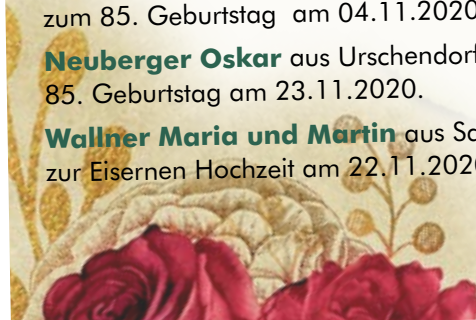 zum 85. Geburtstag am 04.11.2020
Neuberger Oskar aus Urschendorf
85. Geburtstag am 23.11.2020.
Wallner Maria und Martin aus
zur Eisernen Hochzeit am 22.11.2020